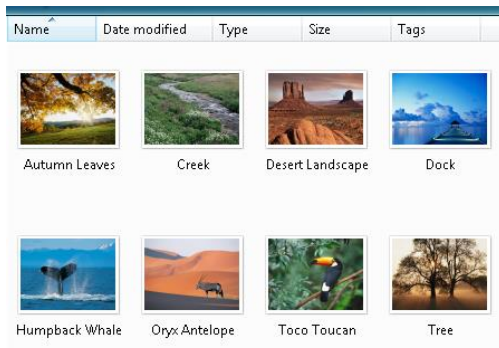 Name Date modified Type Size Tags
Autumn Leaves Creek Desert Landscape Dock
Humpback Whale Oryx Antelope Toco Toucan Tree